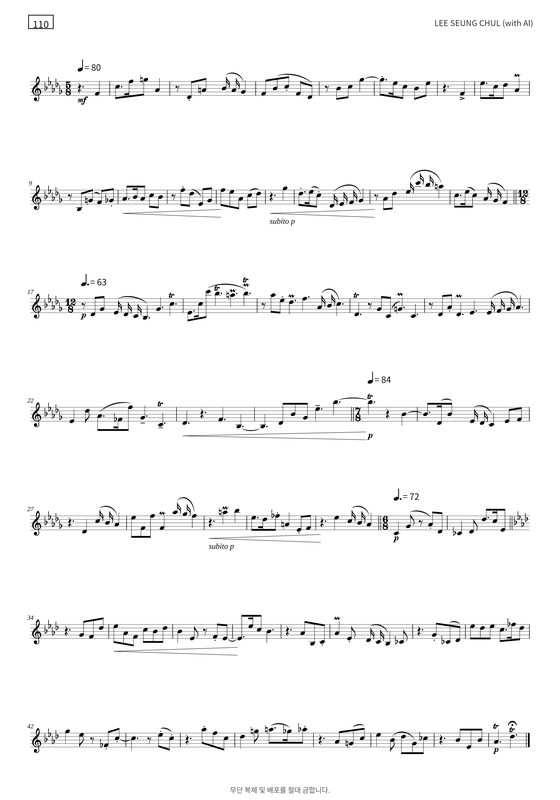 110
LEE SEUNG CHUL (with AI)
= 80
mf
9
subito p
17
. = 63
p
22
= 84
p
27
subito p
. = 72
p
34
42
p
무단 복제 및 배포를 절대 금합니다.